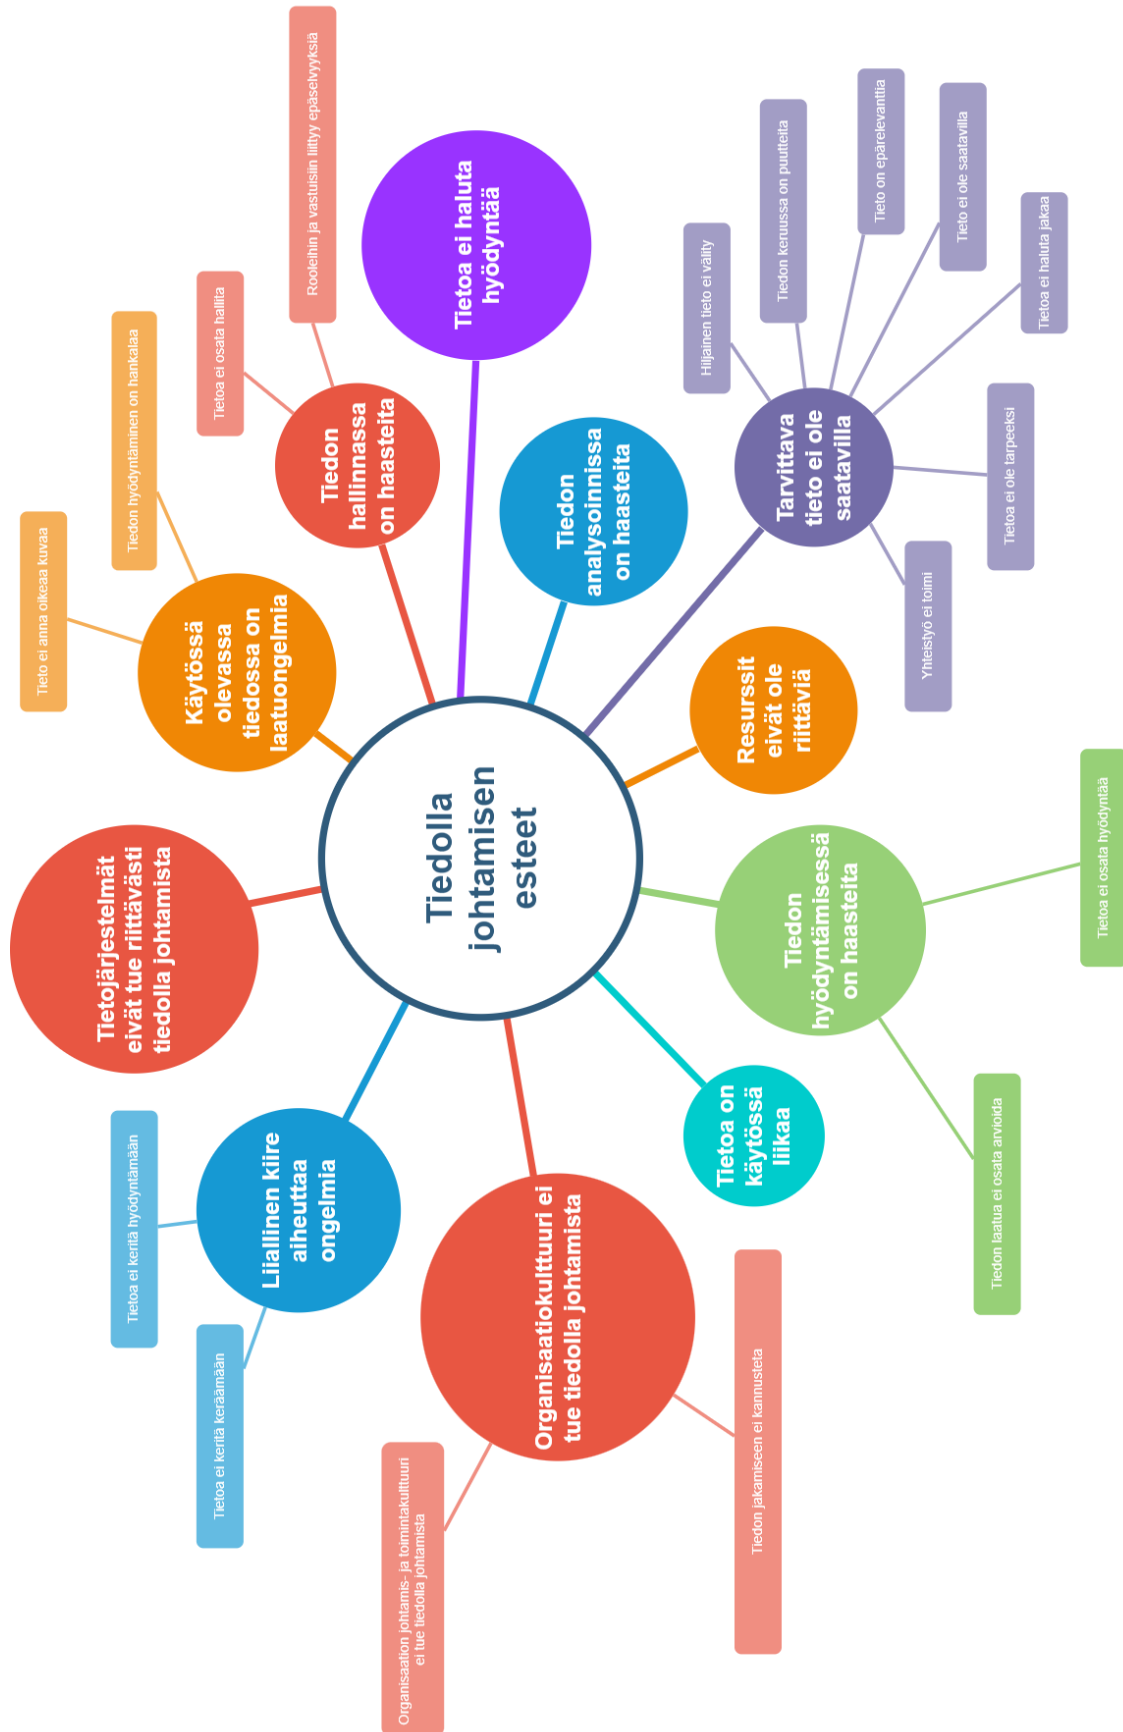 Tiedolla
johtamisen
esteet
Tietojärjestelmät
eivät tue riittävästi
tiedolla johtamista
Käytössä
olevassa
tiedossa on
laatuongelmia
Tieto ei anna oikeaa kuvaa
Tiedon hyödyntäminen on hankalaa
Tiedon
hallinnassa
on haasteita
Tietoa ei osata hallita
Rooleihin ja vastuisiin liittyy epäselvyyksiä
Tietoa ei haluta
hyödyntää
Tiedon
analysoinnissa
on haasteita
Tarvittava
tieto ei ole
saatavilla
Hiljainen tieto ei välity
Tiedon keruussa on puutteita
Tieto on epärelevanttia
Tieto ei ole saatavilla
Tietoa ei haluta jakaa
Tietoa ei ole tarpeeksi
Yhteistyö ei toimi
Resurssit
eivät ole
riittäviä
Tiedon
hyödyntämisessä
on haasteita
Tietoa ei osata hyödyntää
Tiedon laatua ei osata arvioida
Tietoa on
käytössä
liikaa
Organisaatiokulttuuri ei
tue tiedolla johtamista
Tiedon jakamiseen ei kannusteta
Organisaation johtamis- ja toimintakulttuuri
ei tue tiedolla johtamista
Liiallinen kiire
aiheuttaa
ongelmia
Tietoa ei keritä keräämään
Tietoa ei keritä hyödyntämään